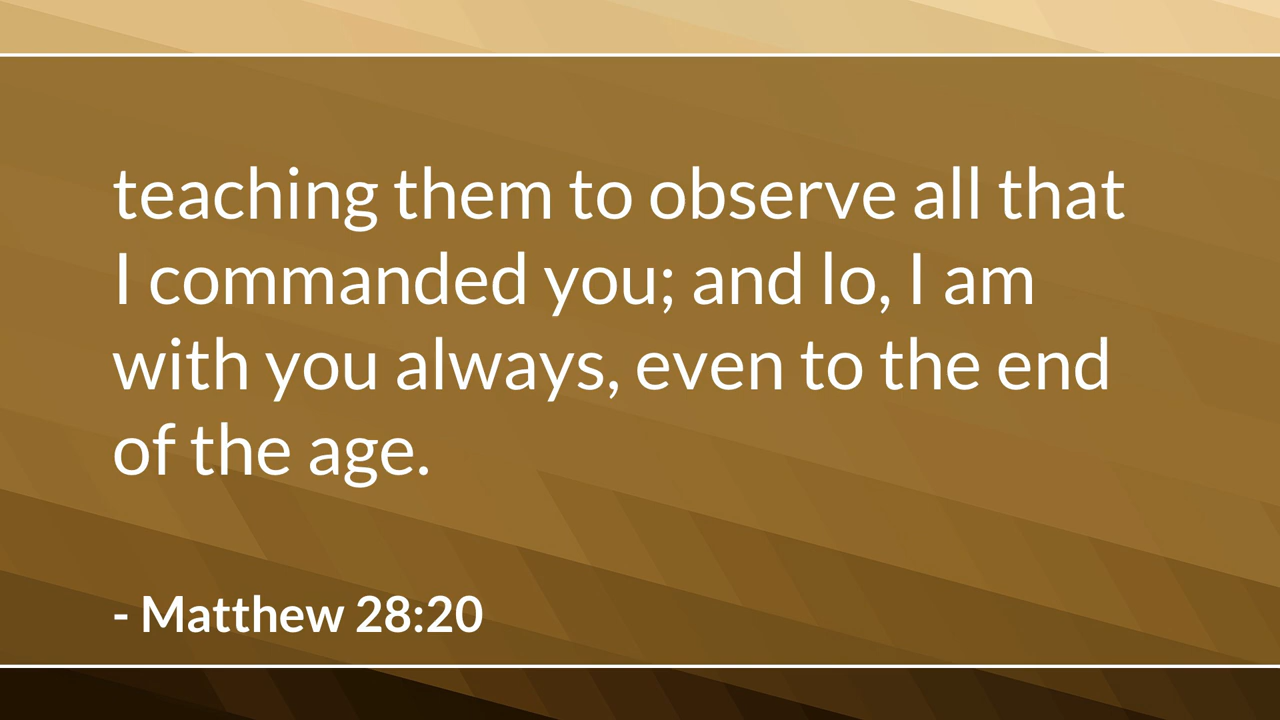 teaching them to observe all that
I commanded you; and lo, I am
with you always, even to the end
of the age.
- Matthew 28:20